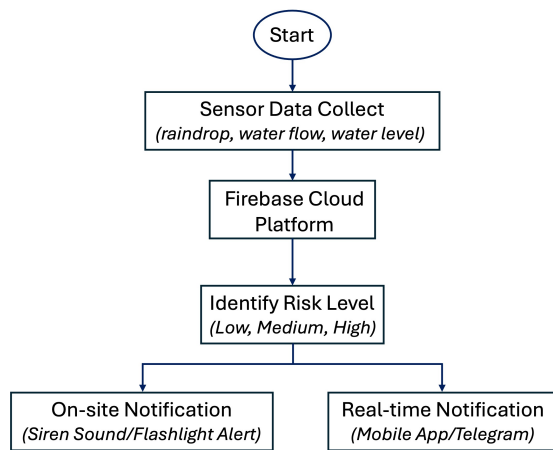 Start
Sensor Data Collect
(raindrop, water flow, water level)
Firebase Cloud
Platform
Identify Risk Level
(Low, Medium, High)
On-site Notification
(Siren Sound/Flashlight Alert)
Real-time Notification
(Mobile App/Telegram)